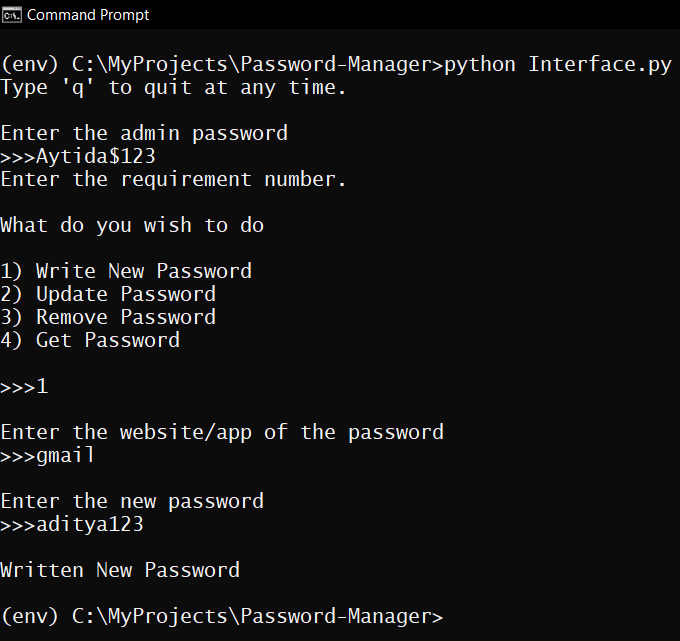 Command Prompt
(env) C:\MyProjects\Password-Manager>python Interface.py
Type 'q' to quit at any time.
Enter the admin password
>>>Aytida$123
Enter the requirement number.
What do you wish to do
1) Write New Password
2) Update Password
3) Remove Password
4) Get Password
>>>1
Enter the website/app of the password
>>>gmail
Enter the new password
>>>aditya123
Written New Password
(env) C:\MyProjects\Password-Manager>